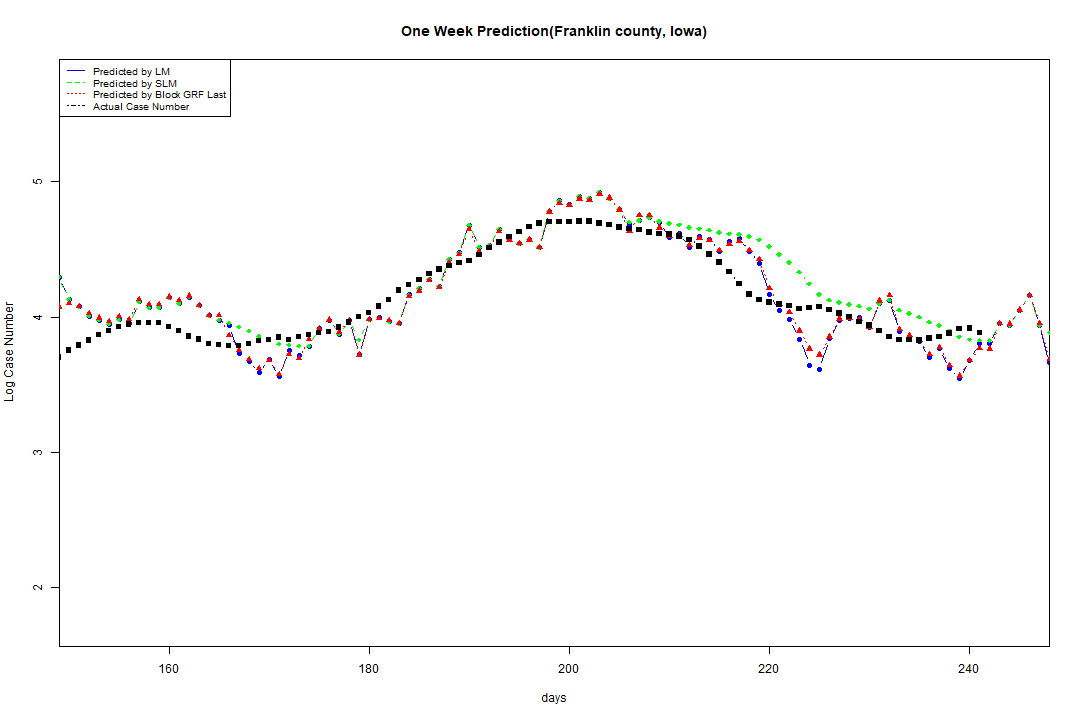 One Week Prediction(Franklin county, Iowa)
Predicted by LM
Predicted by SLM
Predicted by Block GRF Last
Actual Case Number
5
4
3
2
Log Case Number
160 180 200 220 240
days